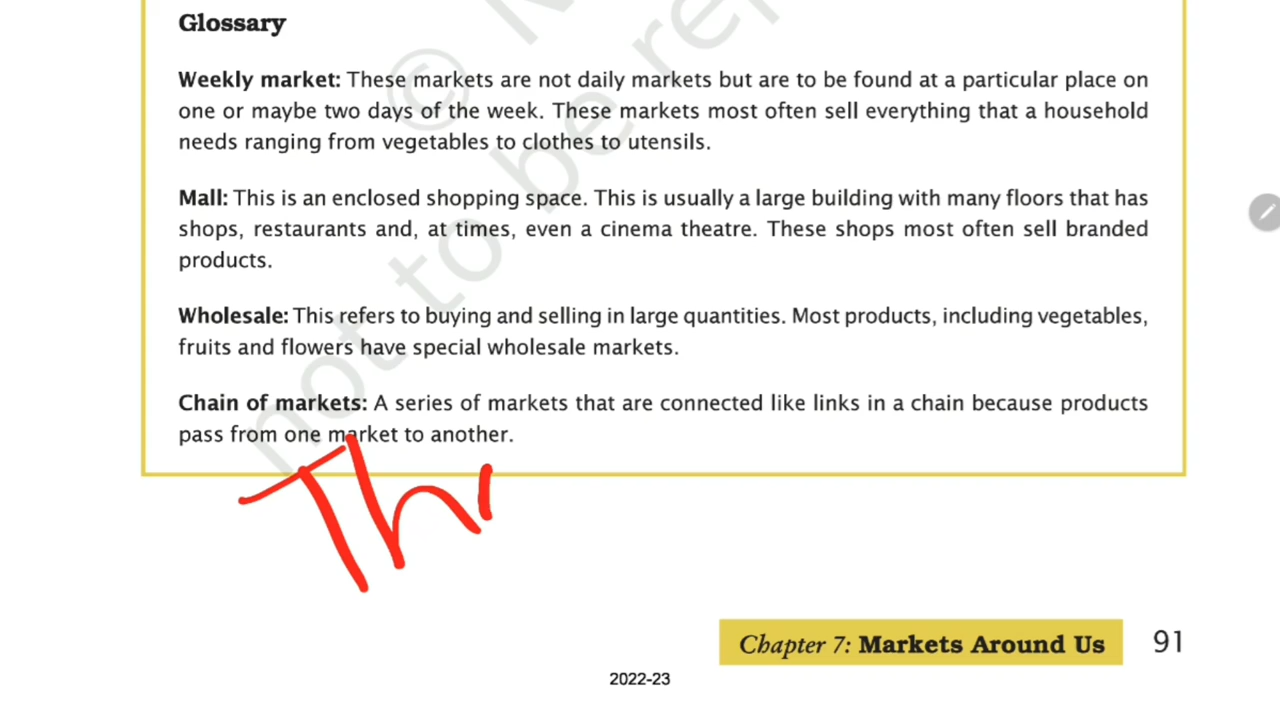 Glossary
Weekly market: These markets are not daily markets but are to be found at a particular place on
one or maybe two days of the week. These markets most often sell everything that a household
needs ranging from vegetables to clothes to utensils.
Mall: This is an enclosed shopping space. This is usually a large building with many floors that has
shops, restaurants and, at times, even a cinema theatre. These shops most often sell branded
products.
Wholesale: This refers to buying and selling in large quantities. Most products, including vegetables,
fruits and flowers have special wholesale markets.
Chain of markets: A series of markets that are connected like links in a chain because products
pass from one market to another.
Chapter 7: Markets Around Us 91
2022-23
not to be re
© N